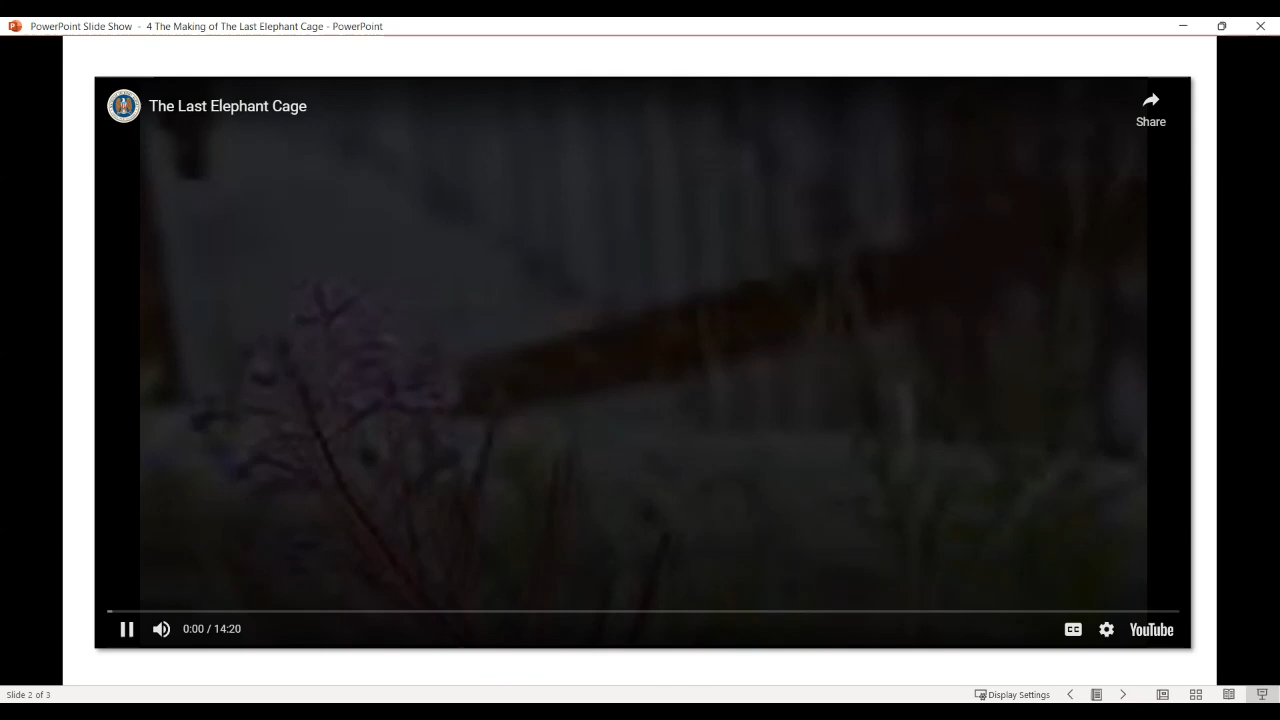 PowerPoint Slide Show - 4 The Making of The Last Elephant Cage - PowerPoint
The Last Elephant Cage
Share
0:00 / 14:20
CC
YouTube
Slide 2 of 3
Display Settings